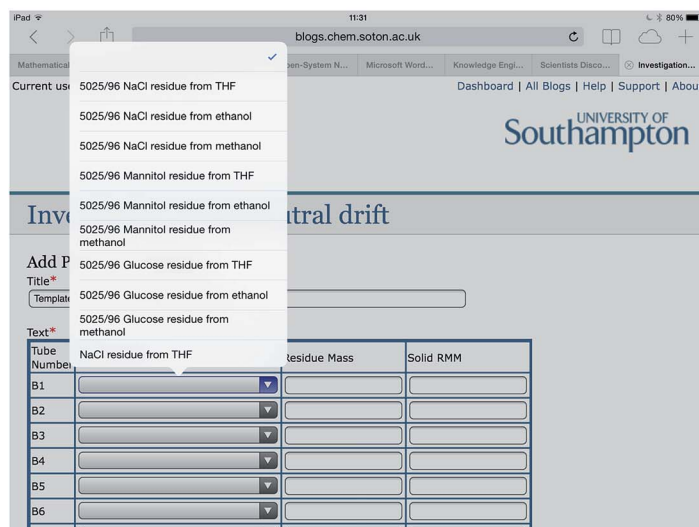 iPad 11:31 80%
blogs.chem.soton.ac.uk
Mathematical pen-System N... Microsoft Word... Knowledge Engi... Scientists Disco... Investigation...
Current use Dashboard | All Blogs | Help | Support | Abou
5025/96 NaCl residue from THF
5025/96 NaCl residue from ethanol
5025/96 NaCl residue from methanol
5025/96 Mannitol residue from THF
5025/96 Mannitol residue from ethanol
5025/96 Mannitol residue from
methanol
5025/96 Glucose residue from THF
5025/96 Glucose residue from ethanol
5025/96 Glucose residue from
methanol
NaCl residue from THF
UNIVERSITY OF
Southampton
Inve utral drift
Add P
Title*
Template
Text*
Tube
Number Residue Mass Solid RMM
B1
B2
B3
B4
B5
B6